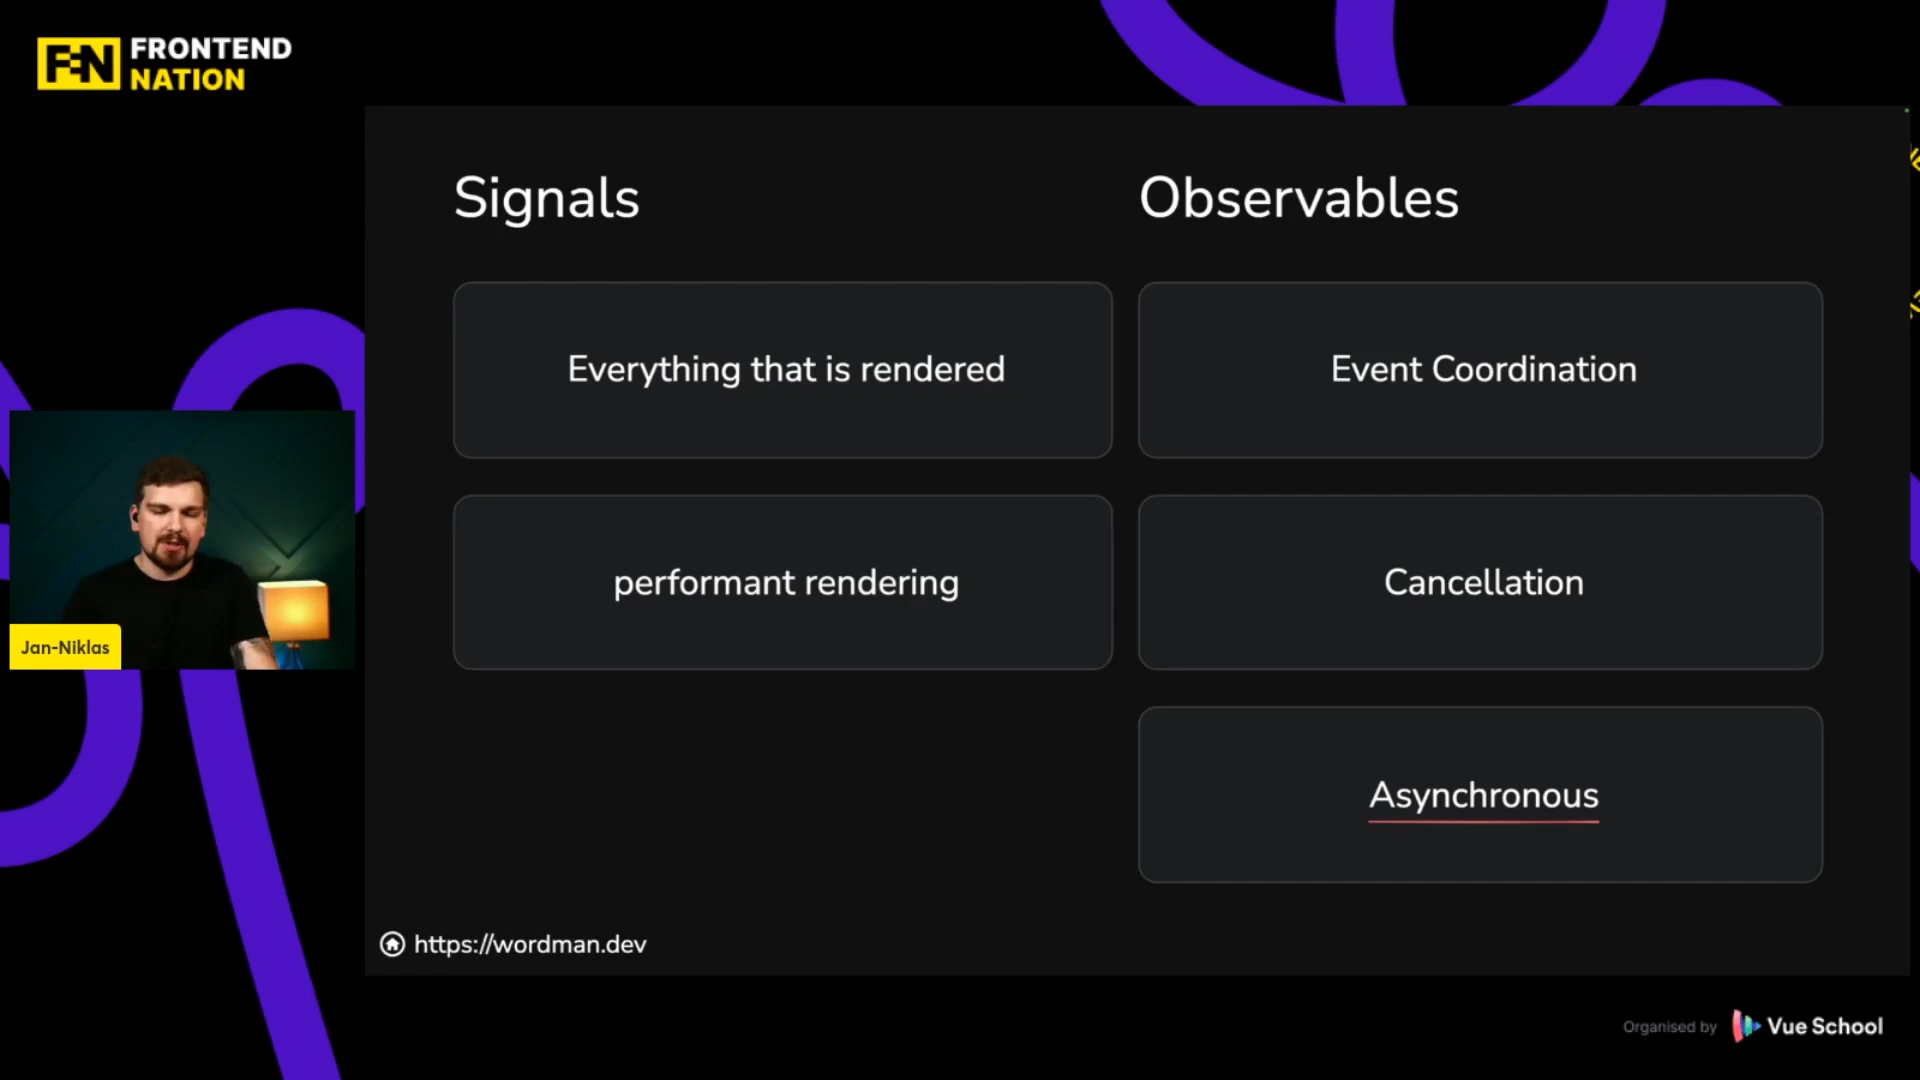 F=N FRONTEND
NATION
Signals
Observables
Everything that is rendered
Event Coordination
performant rendering
Cancellation
Asynchronous
Jan-Niklas
https://wordman.dev
Organised by Vue School